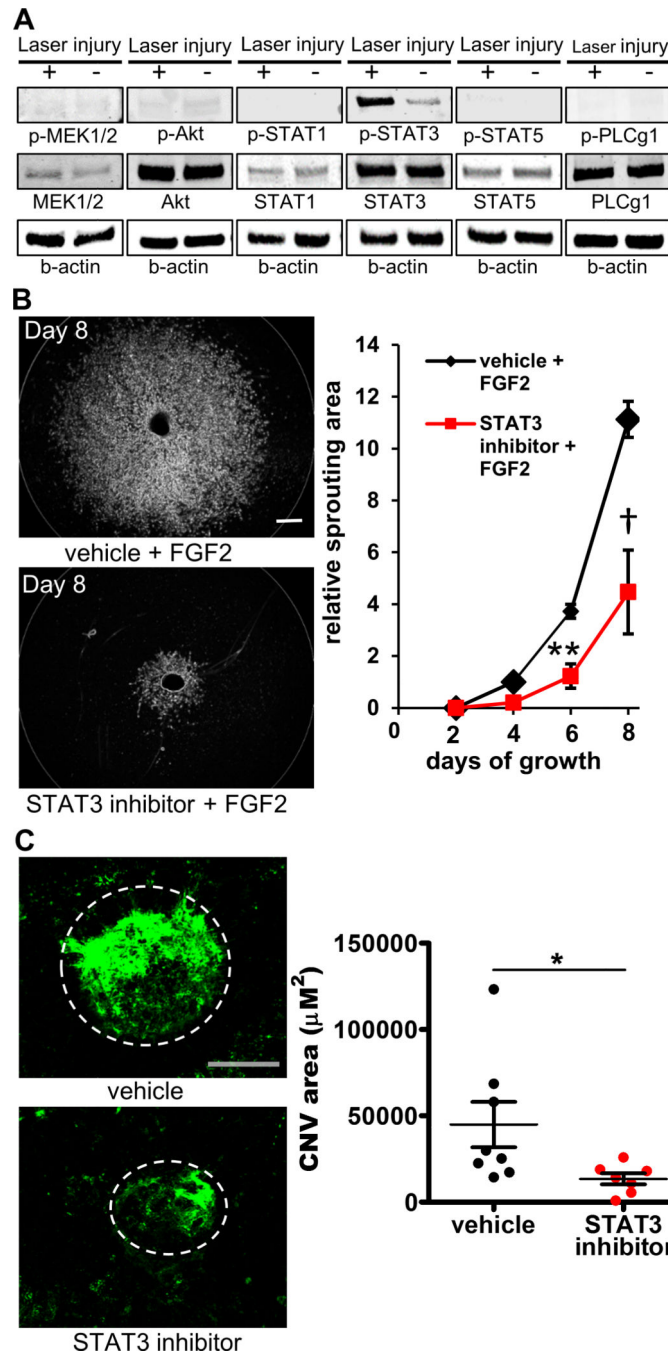 A
Laser injury Laser injury Laser injury Laser injury Laser injury Laser injury
+ - + - + - + - + - + -
p-MEK1/2 p-Akt p-STAT1 p-STAT3 p-STAT5 p-PLCg1
MEK1/2 Akt STAT1 STAT3 STAT5 PLCg1
b-actin b-actin b-actin b-actin b-actin b-actin
B
Day 8
vehicle + FGF2
Day 8
STAT3 inhibitor + FGF2
relative sprouting area
14
12
10
8
6
4
2
0
0 2 4 6 8
days of growth
vehicle +
FGF2
STAT3
inhibitor +
FGF2
**
†
C
vehicle
STAT3 inhibitor
CNV area (μM²)
150000
100000
50000
0
*
vehicle STAT3
inhibitor